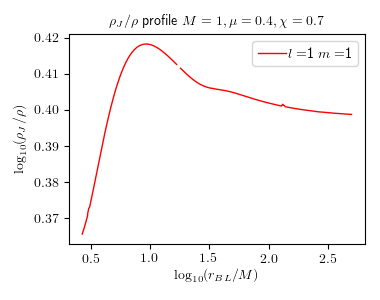 ρ_J/ρ profile M = 1, μ = 0.4, χ = 0.7
l = 1 m = 1
log₁₀(ρ_J/ρ)
0.42
0.41
0.40
0.39
0.38
0.37
0.5 1.0 1.5 2.0 2.5
log₁₀(r_BL/M)